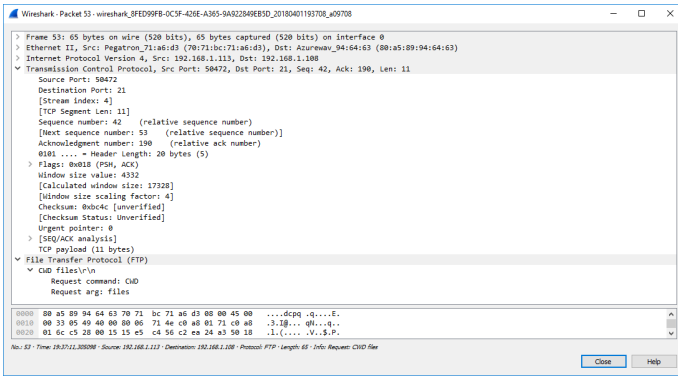 Wireshark · Packet 53 · wireshark_8FED99FB-0C5F-426E-A365-9A922849EB5D_20180401193708_a09708
> Frame 53: 65 bytes on wire (520 bits), 65 bytes captured (520 bits) on interface 0
> Ethernet II, Src: Pegatron_71:a6:d3 (70:71:bc:71:a6:d3), Dst: Azurewav_94:64:63 (80:a5:89:94:64:63)
> Internet Protocol Version 4, Src: 192.168.1.113, Dst: 192.168.1.108
Transmission Control Protocol, Src Port: 50472, Dst Port: 21, Seq: 42, Ack: 190, Len: 11
Source Port: 50472
Destination Port: 21
[Stream index: 4]
[TCP Segment Len: 11]
Sequence number: 42 (relative sequence number)
[Next sequence number: 53 (relative sequence number)]
Acknowledgment number: 190 (relative ack number)
0101 .... = Header Length: 20 bytes (5)
> Flags: 0x018 (PSH, ACK)
Window size value: 4332
[Calculated window size: 17328]
[Window size scaling factor: 4]
Checksum: 0xbc4c [unverified]
[Checksum Status: Unverified]
Urgent pointer: 0
> [SEQ/ACK analysis]
TCP payload (11 bytes)
File Transfer Protocol (FTP)
CWD files\r\n
Request command: CWD
Request arg: files
0000 80 a5 89 94 64 63 70 71 bc 71 a6 d3 08 00 45 00 ....dcpq .q....E.
0010 00 33 05 49 40 00 80 06 71 4e c0 a8 01 71 c0 a8 .3.I@... qN...q..
0020 01 6c c5 28 00 15 15 e5 c4 56 c2 ea 24 a3 50 18 .l.(.... .V..$.P.
No.: 53 · Time: 19:37:11,305098 · Source: 192.168.1.113 · Destination: 192.168.1.108 · Protocol: FTP · Length: 65 · Info: Request: CWD files
Close Help